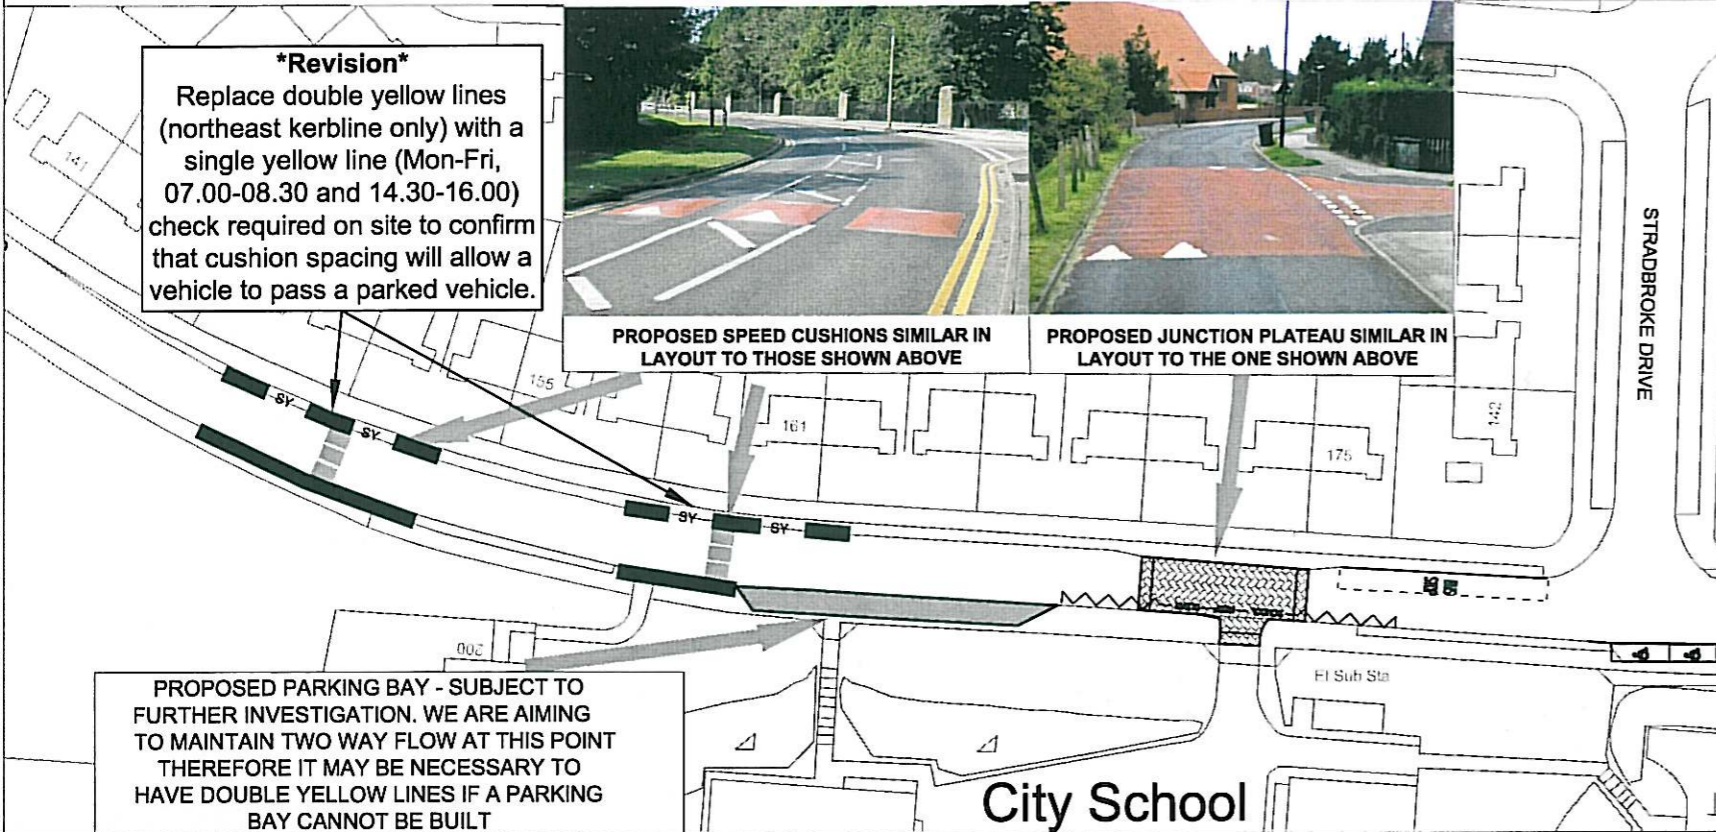 *Revision*
Replace double yellow lines
(northeast kerbline only) with a
single yellow line (Mon-Fri,
07.00-08.30 and 14.30-16.00)
check required on site to confirm
that cushion spacing will allow a
vehicle to pass a parked vehicle.
PROPOSED SPEED CUSHIONS SIMILAR IN
LAYOUT TO THOSE SHOWN ABOVE
PROPOSED JUNCTION PLATEAU SIMILAR IN
LAYOUT TO THE ONE SHOWN ABOVE
STRADBROKE DRIVE
141
155
161
175
142
SY
SY
SY
SY
200
El Sub Sta
PROPOSED PARKING BAY - SUBJECT TO
FURTHER INVESTIGATION. WE ARE AIMING
TO MAINTAIN TWO WAY FLOW AT THIS POINT
THEREFORE IT MAY BE NECESSARY TO
HAVE DOUBLE YELLOW LINES IF A PARKING
BAY CANNOT BE BUILT
City School